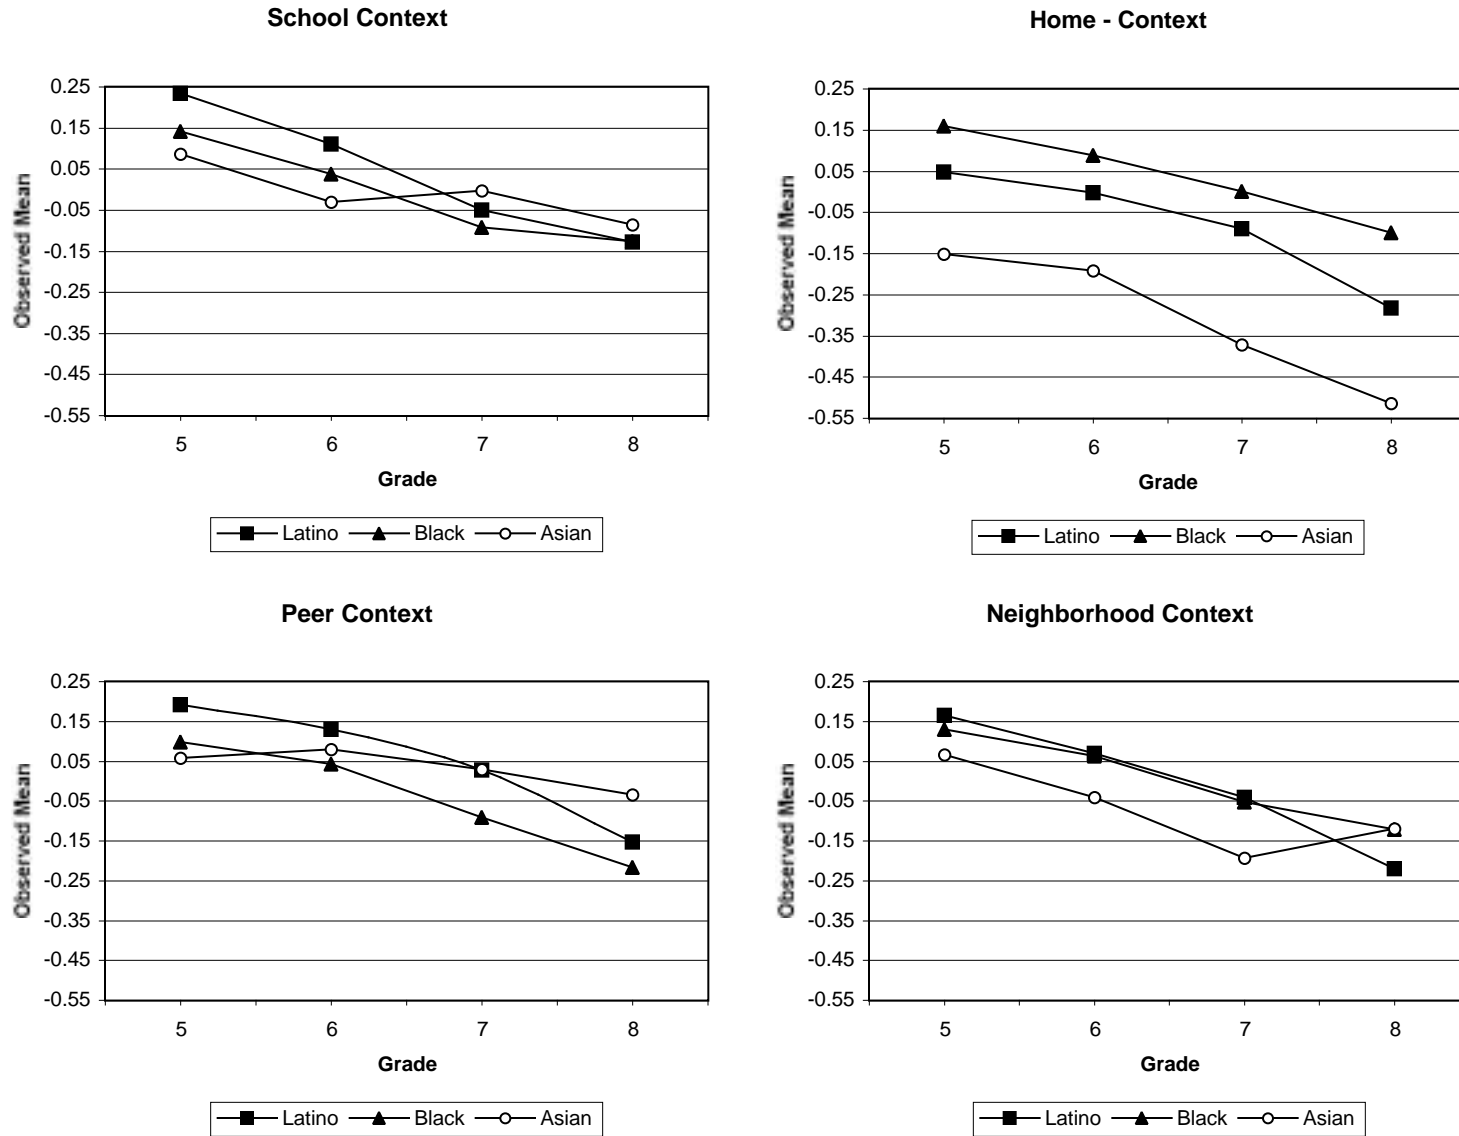 School Context
Observed Mean
0.25
0.15
0.05
-0.05
-0.15
-0.25
-0.35
-0.45
-0.55
5 6 7 8
Grade
Latino Black Asian
Home - Context
Observed Mean
0.25
0.15
0.05
-0.05
-0.15
-0.25
-0.35
-0.45
-0.55
5 6 7 8
Grade
Latino Black Asian
Peer Context
Observed Mean
0.25
0.15
0.05
-0.05
-0.15
-0.25
-0.35
-0.45
-0.55
5 6 7 8
Grade
Latino Black Asian
Neighborhood Context
Observed Mean
0.25
0.15
0.05
-0.05
-0.15
-0.25
-0.35
-0.45
-0.55
5 6 7 8
Grade
Latino Black Asian